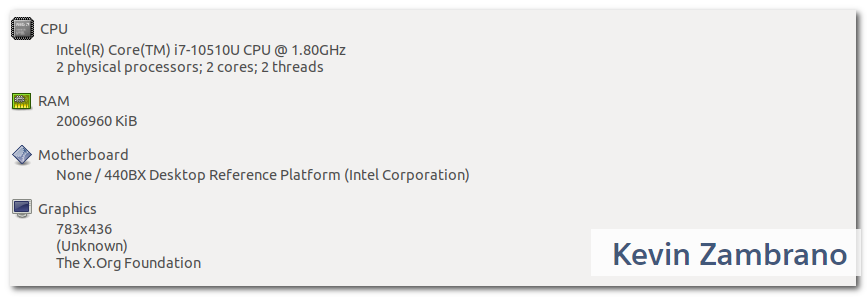 CPU
Intel(R) Core(TM) i7-10510U CPU @ 1.80GHz
2 physical processors; 2 cores; 2 threads
RAM
2006960 KiB
Motherboard
None / 440BX Desktop Reference Platform (Intel Corporation)
Graphics
783x436
(Unknown)
The X.Org Foundation
Kevin Zambrano